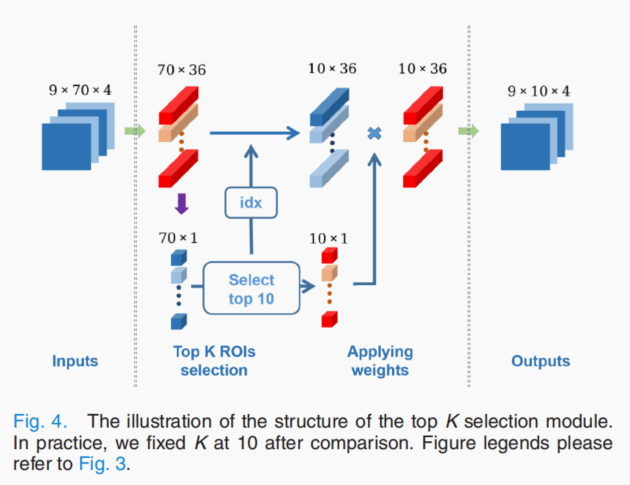 70 × 36
10 × 36
10 × 36
9 × 70 × 4
9 × 10 × 4
idx
70 × 1
10 × 1
Select
top 10
Inputs
Top K ROIs
selection
Applying
weights
Outputs
Fig. 4. The illustration of the structure of the top K selection module.
In practice, we fixed K at 10 after comparison. Figure legends please
refer to Fig. 3.